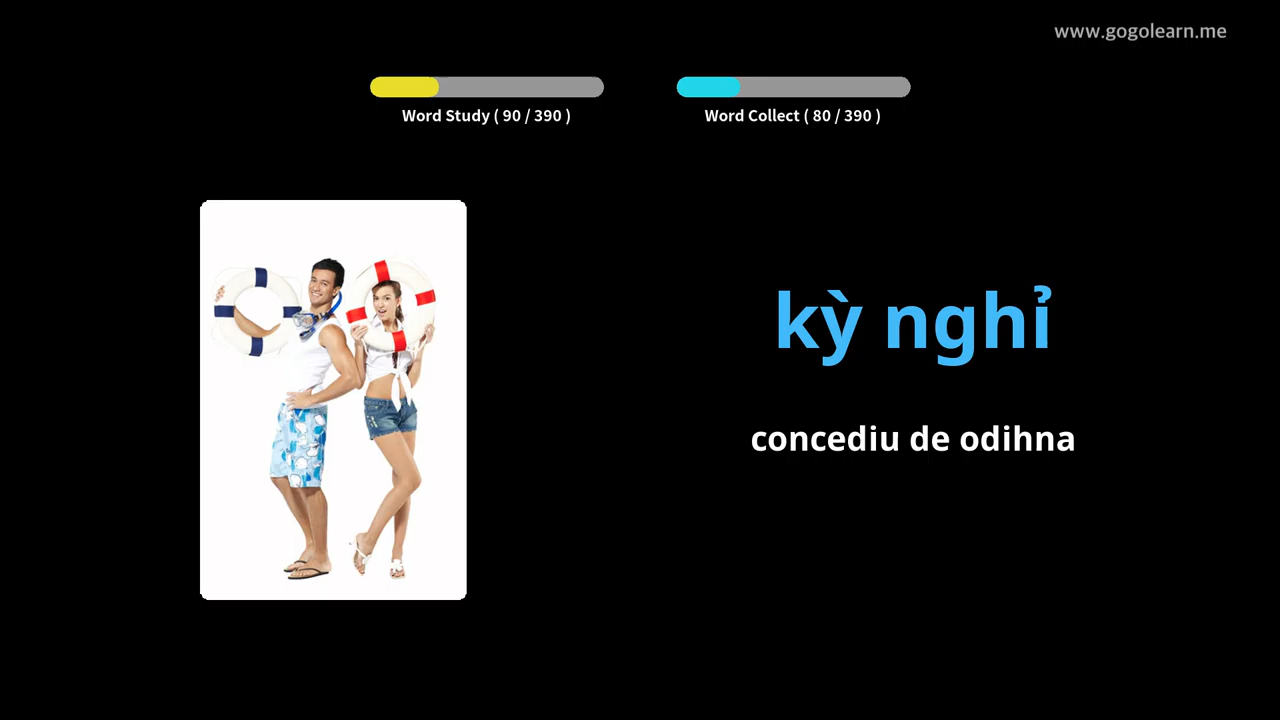 www.gogolearn.me
Word Study ( 90 / 390 )
Word Collect ( 80 / 390 )
kỳ nghỉ
concediu de odihna